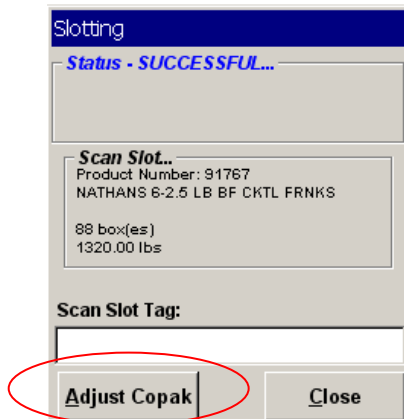 Slotting
Status - SUCCESSFUL...
Scan Slot...
Product Number: 91767
NATHANS 6-2.5 LB BF CKTL FRNKS
88 box(es)
1320.00 lbs
Scan Slot Tag:
Adjust Copak
Close